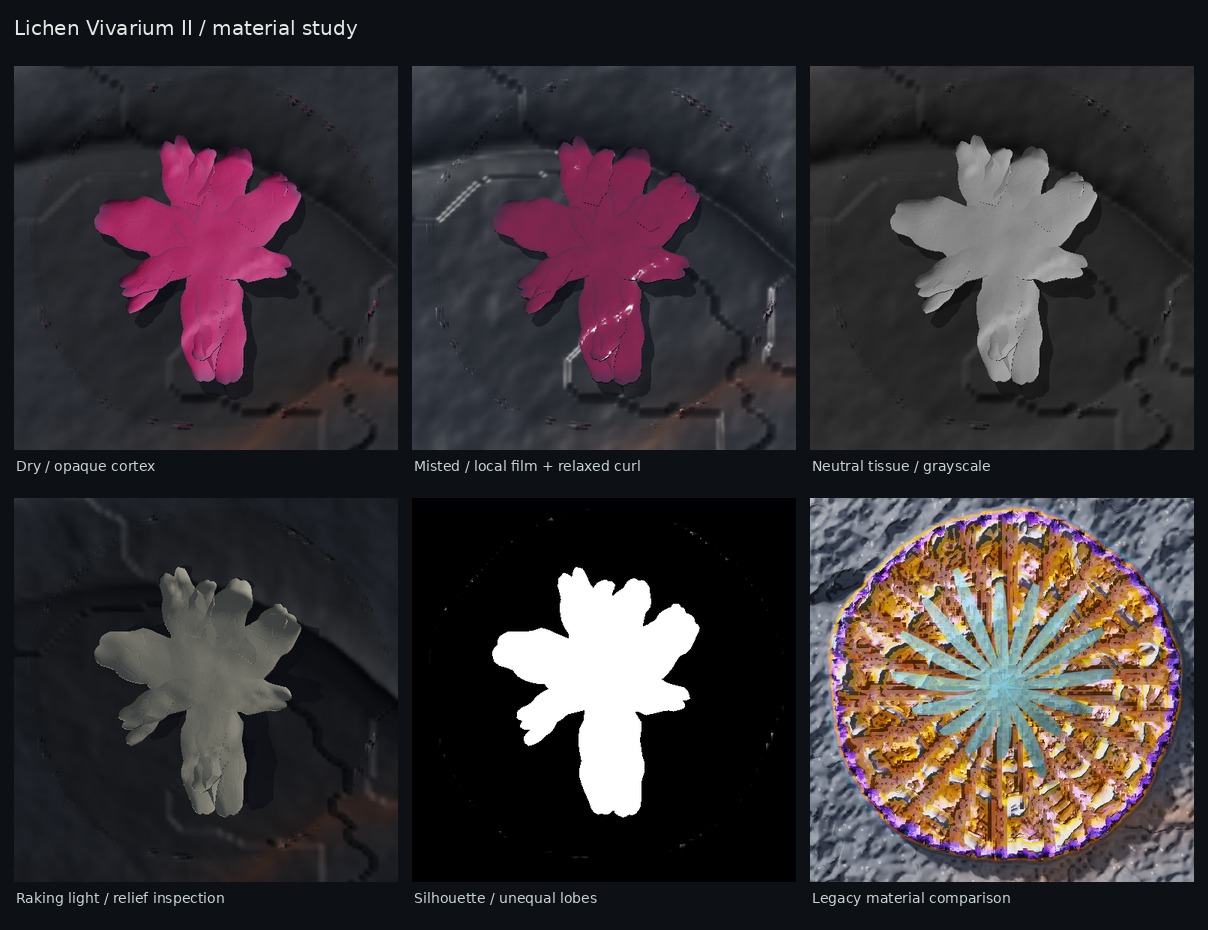 Lichen Vivarium II / material study
Dry / opaque cortex
Misted / local film + relaxed curl
Neutral tissue / grayscale
Raking light / relief inspection
Silhouette / unequal lobes
Legacy material comparison